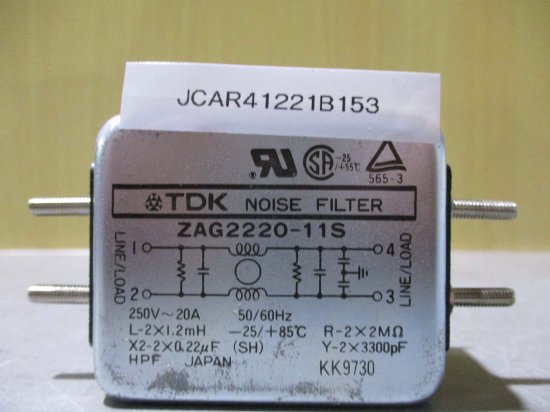 JCAR41221B153
-25
/+55°C
565-3
TDK NOISE FILTER
ZAG2220-11S
LINE/LOAD
1
2
4
3
LINE/LOAD
250V~20A 50/60Hz
L-2×1.2mH -25/+85°C R-2×2MΩ
X2-2×0.22μF (SH) Y-2×3300pF
HPF JAPAN KK9730